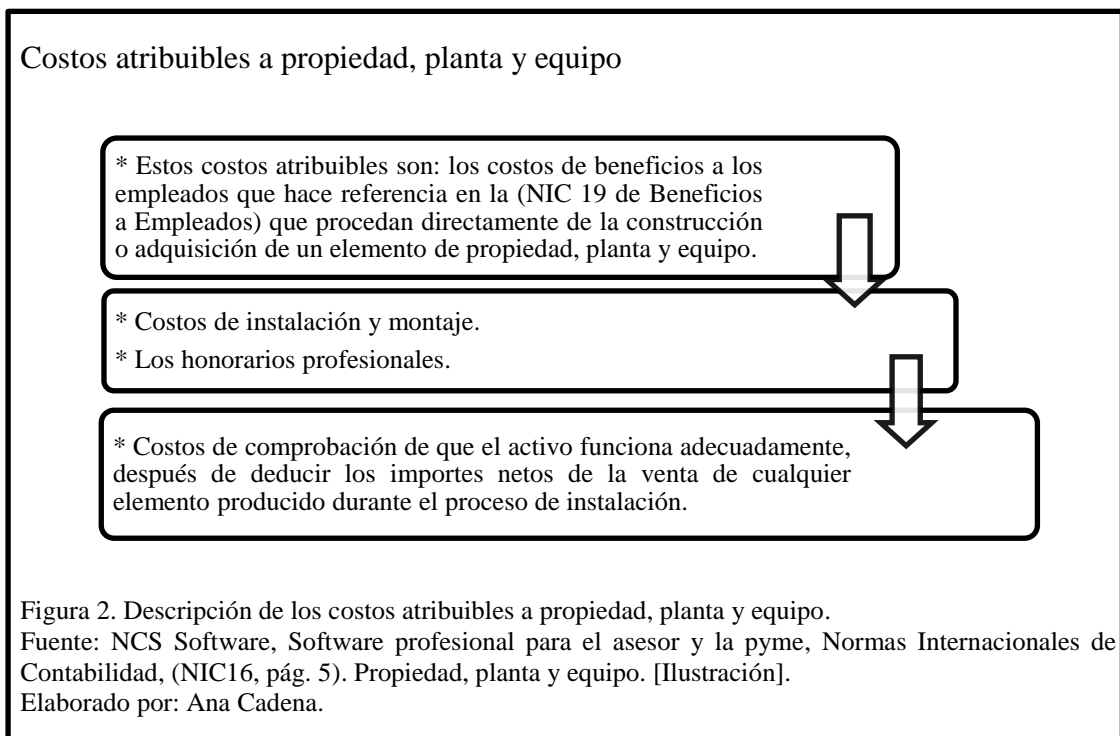 Costos atribuibles a propiedad, planta y equipo
* Estos costos atribuibles son: los costos de beneficios a los
empleados que hace referencia en la (NIC 19 de Beneficios
a Empleados) que procedan directamente de la construcción
o adquisición de un elemento de propiedad, planta y equipo.
* Costos de instalación y montaje.
* Los honorarios profesionales.
* Costos de comprobación de que el activo funciona adecuadamente,
después de deducir los importes netos de la venta de cualquier
elemento producido durante el proceso de instalación.
Figura 2. Descripción de los costos atribuibles a propiedad, planta y equipo.
Fuente: NCS Software, Software profesional para el asesor y la pyme, Normas Internacionales de
Contabilidad, (NIC16, pág. 5). Propiedad, planta y equipo. [Ilustración].
Elaborado por: Ana Cadena.